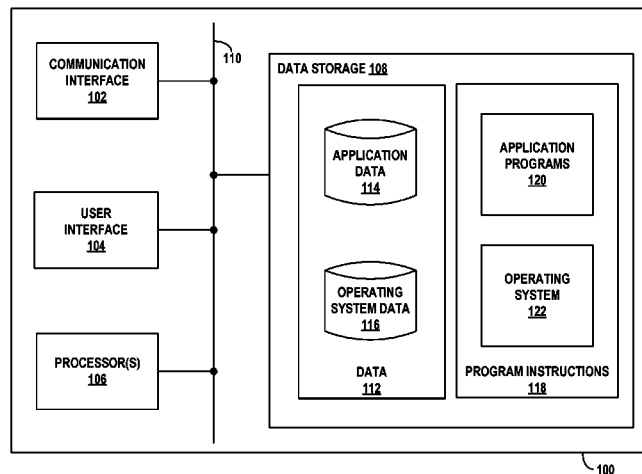 COMMUNICATION
INTERFACE
102
110
USER
INTERFACE
104
PROCESSOR(S)
106
DATA STORAGE 108
APPLICATION
DATA
114
OPERATING
SYSTEM DATA
116
DATA
112
APPLICATION
PROGRAMS
120
OPERATING
SYSTEM
122
PROGRAM INSTRUCTIONS
118
100